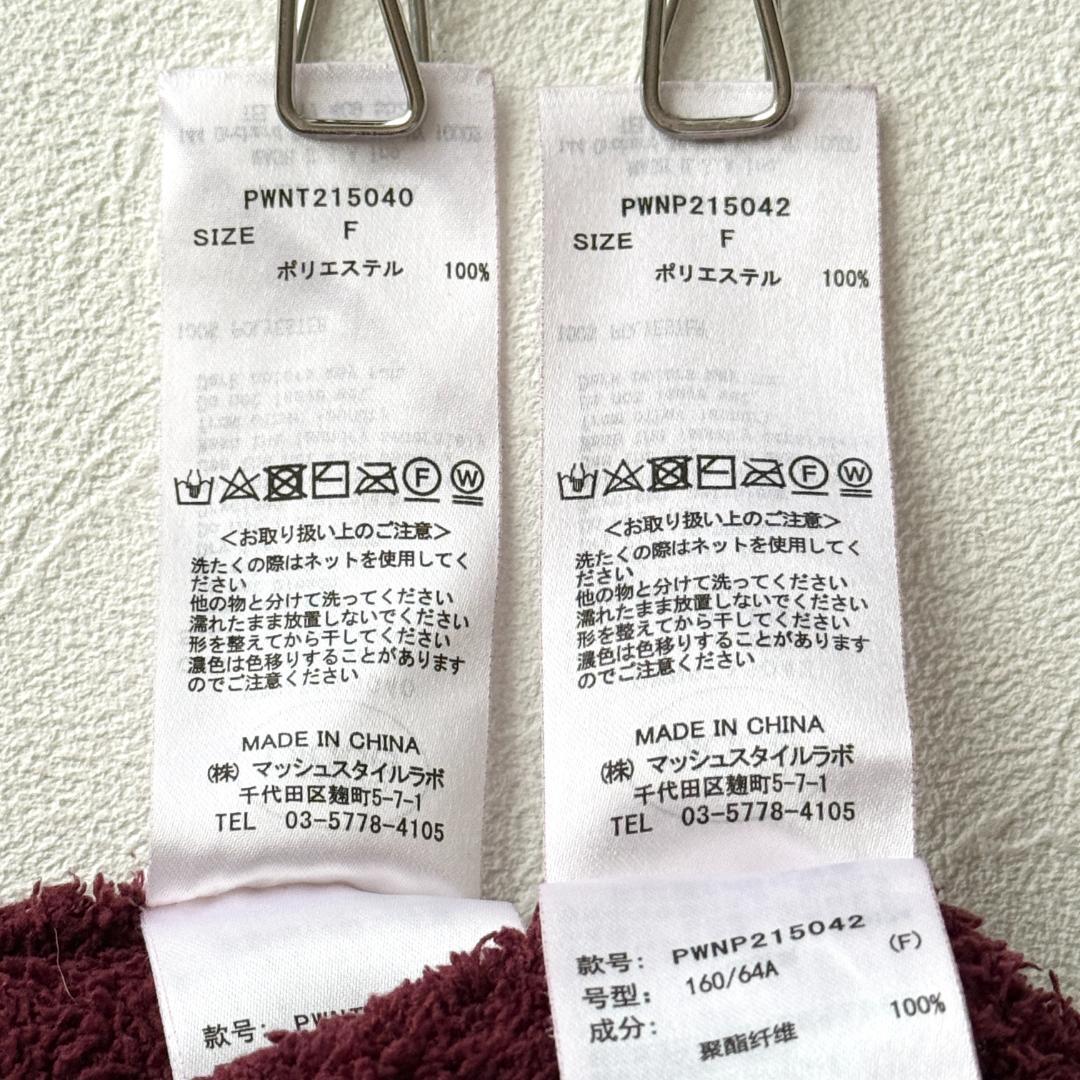 PWNT215040
SIZE F
ポリエステル 100%
<お取り扱い上のご注意>
洗たくの際はネットを使用してく
ださい
他の物と分けて洗ってください
濡れたまま放置しないでください
形を整えてから干してください
濃色は色移りすることがあります
のでご注意ください
MADE IN CHINA
(株) マッシュスタイルラボ
千代田区麹町5-7-1
TEL 03-5778-4105
款号:
PWNP215042
SIZE F
ポリエステル 100%
<お取り扱い上のご注意>
洗たくの際はネットを使用してく
ださい
他の物と分けて洗ってください
濡れたまま放置しないでください
形を整えてから干してください
濃色は色移りすることがあります
のでご注意ください
MADE IN CHINA
(株) マッシュスタイルラボ
千代田区麹町5-7-1
TEL 03-5778-4105
款号: PWNP215042
(F)
号型: 160/64A
成分: 100%
聚酯纤维